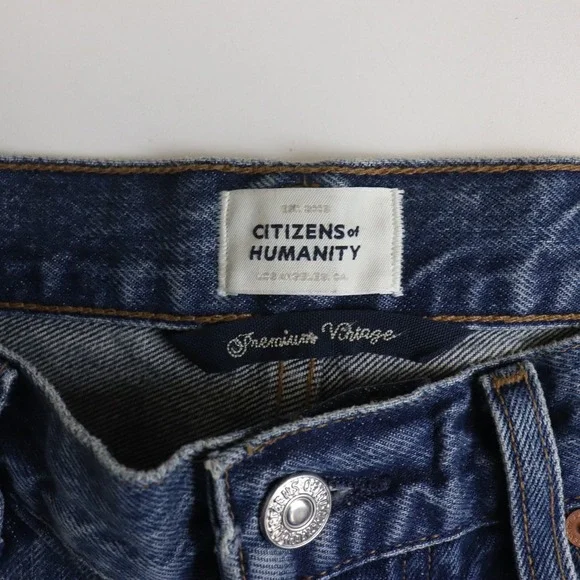 EST. 2003
CITIZENS of
HUMANITY
LOS ANGELES, CA
Premium Vintage